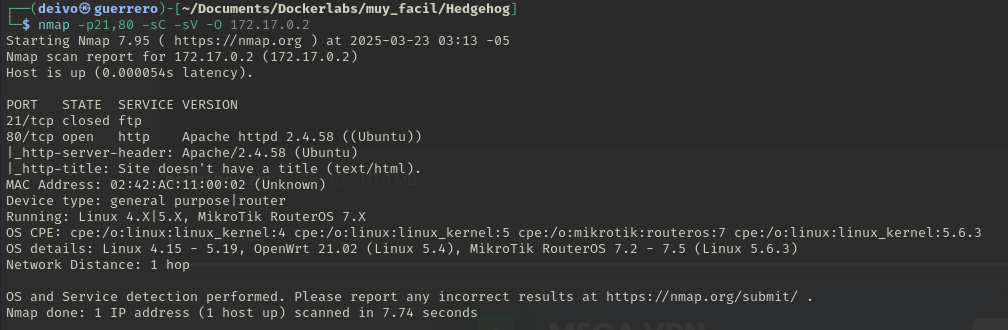 (deivo㉿guerrero)-[~/Documents/Dockerlabs/muy_facil/Hedgehog]
$ nmap -p21,80 -sC -sV -O 172.17.0.2
Starting Nmap 7.95 ( https://nmap.org ) at 2025-03-23 03:13 -05
Nmap scan report for 172.17.0.2 (172.17.0.2)
Host is up (0.000054s latency).

PORT   STATE  SERVICE VERSION
21/tcp closed ftp
80/tcp open   http    Apache httpd 2.4.58 ((Ubuntu))
|_http-server-header: Apache/2.4.58 (Ubuntu)
|_http-title: Site doesn't have a title (text/html).
MAC Address: 02:42:AC:11:00:02 (Unknown)
Device type: general purpose|router
Running: Linux 4.X|5.X, MikroTik RouterOS 7.X
OS CPE: cpe:/o:linux:linux_kernel:4 cpe:/o:linux:linux_kernel:5 cpe:/o:mikrotik:routeros:7 cpe:/o:linux:linux_kernel:5.6.3
OS details: Linux 4.15 - 5.19, OpenWrt 21.02 (Linux 5.4), MikroTik RouterOS 7.2 - 7.5 (Linux 5.6.3)
Network Distance: 1 hop

OS and Service detection performed. Please report any incorrect results at https://nmap.org/submit/ .
Nmap done: 1 IP address (1 host up) scanned in 7.74 seconds